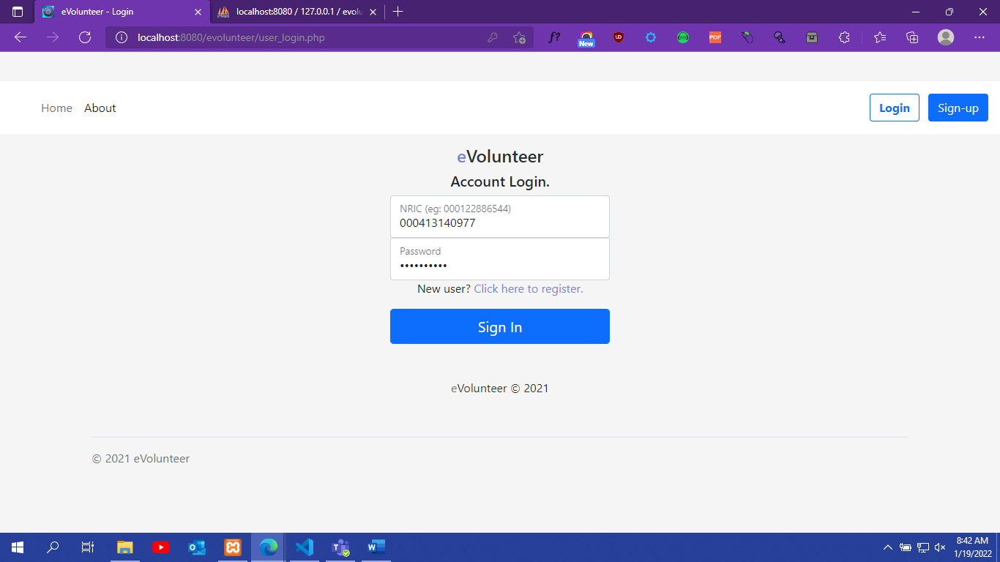 eVolunteer - Login
localhost:8080 / 127.0.0.1 / evolu
localhost:8080/evolunteer/user_login.php
f?
New
UD
PDF
Home
About
Login
Sign-up
eVolunteer
Account Login.
NRIC (eg: 000122886544)
000413140977
Password
••••••••••
New user? Click here to register.
Sign In
eVolunteer © 2021
© 2021 eVolunteer
8:42 AM
1/19/2022